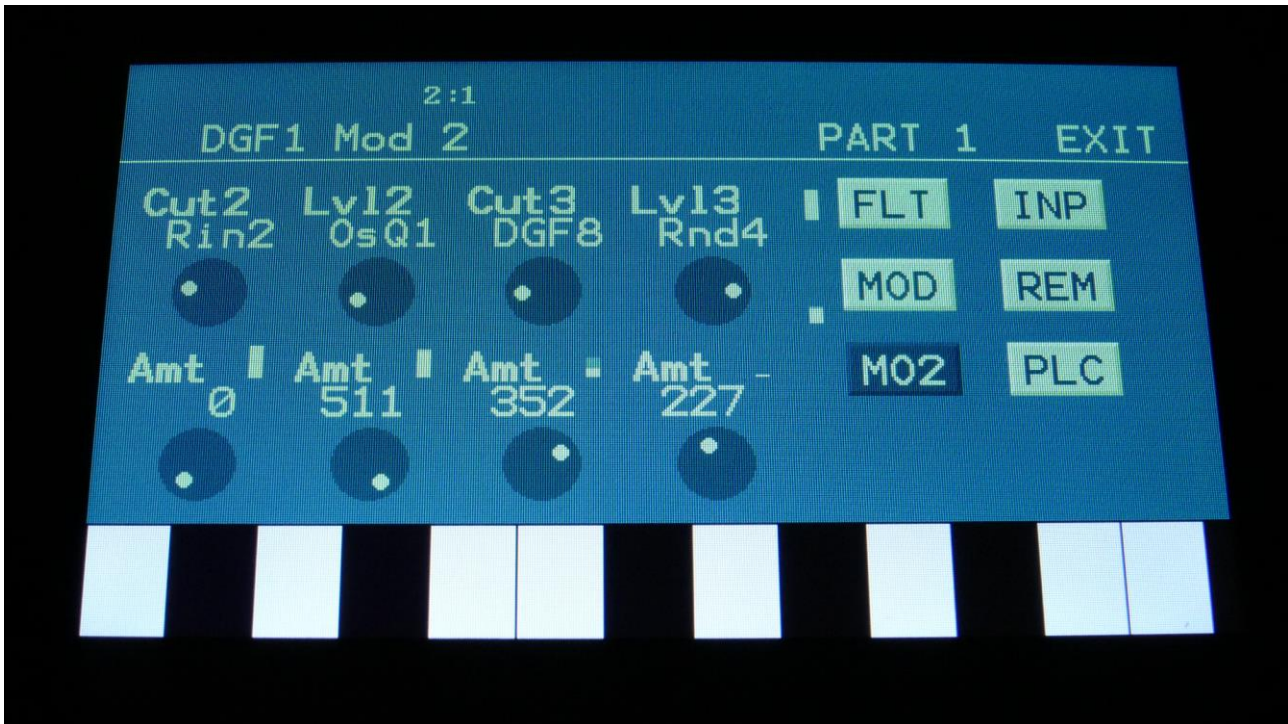 2:1
DGF1 Mod 2 PART 1 EXIT
Cut2 Lvl2 Cut3 Lvl3 FLT INP
Rin2 OsQ1 DGF8 Rnd4
MOD REM
Amt Amt Amt Amt MO2 PLC
0 511 352 227